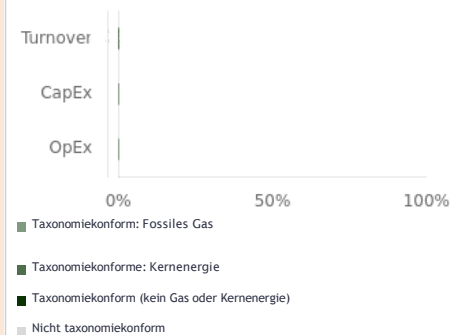 Turnover
CapEx
OpEx
0% 50% 100%
Taxonomiekonform: Fossiles Gas
Taxonomiekonforme: Kernenergie
Taxonomiekonform (kein Gas oder Kernenergie)
Nicht taxonomiekonform